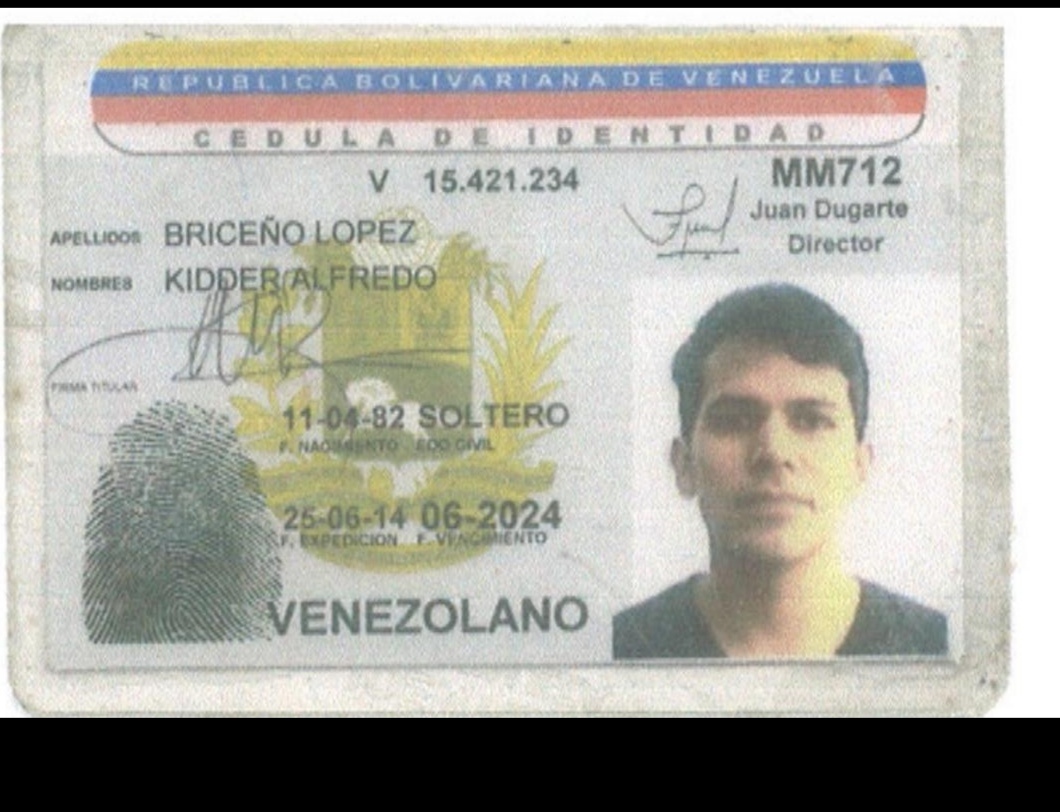 REPUBLICA BOLIVARIANA DE VENEZUELA
CEDULA DE IDENTIDAD
V 15.421.234
MM712
Juan Dugarte
Director
APELLIDOS BRICEÑO LOPEZ
NOMBRES KIDDER ALFREDO
FIRMA TITULAR
11-04-82 SOLTERO
F. NACIMIENTO EDO CIVIL
25-06-14 06-2024
F. EXPEDICION F. VENCIMIENTO
VENEZOLANO